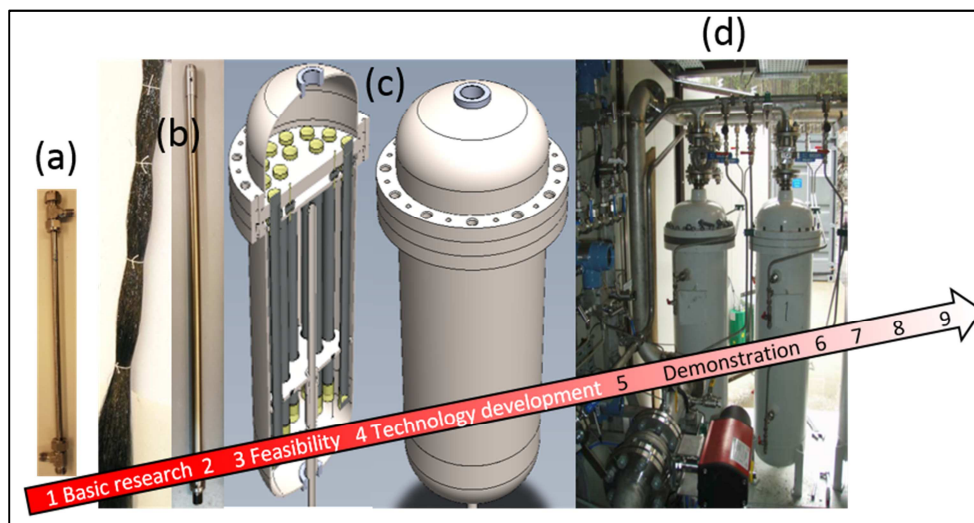 (d)
(c)
(b)
(a)
1 Basic research 2 3 Feasibility 4 Technology development 5 Demonstration 6 7 8 9